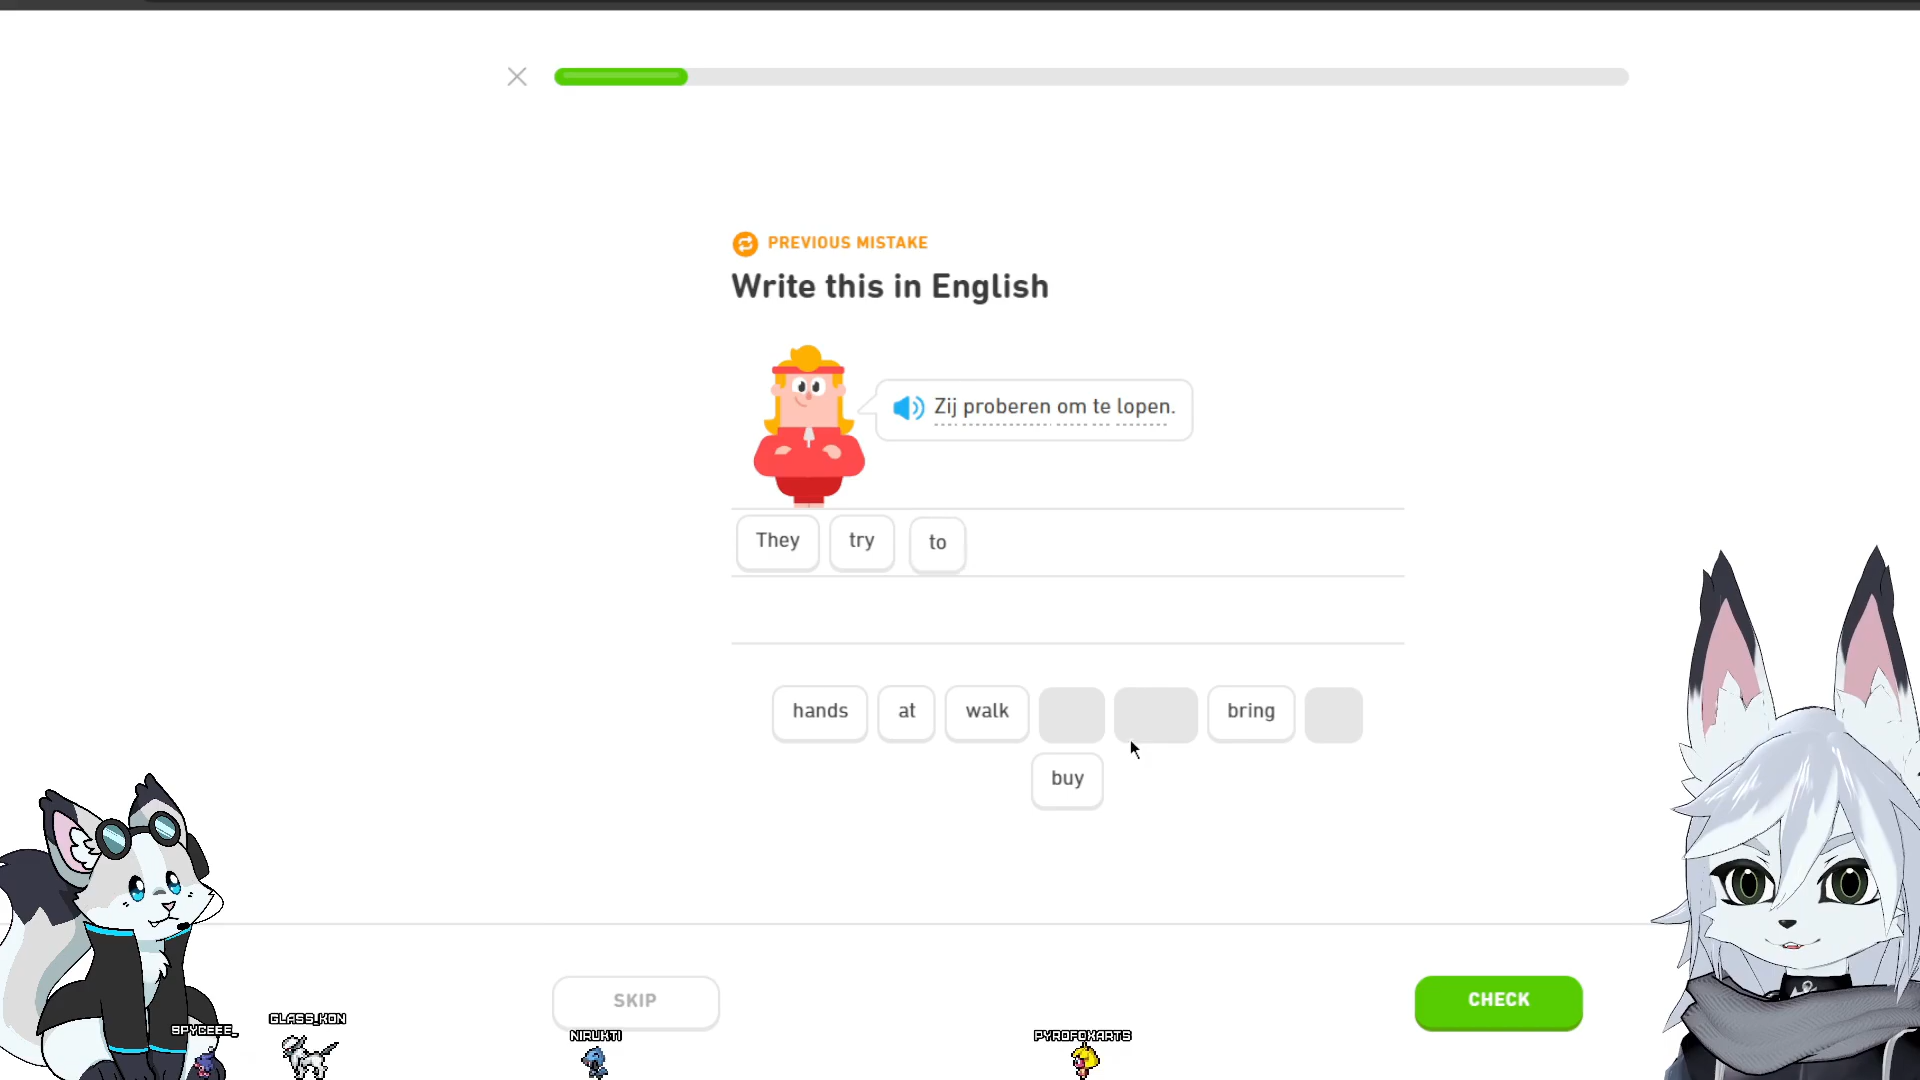 PREVIOUS MISTAKE
Write this in English
Zij proberen om te lopen.
They try to
hands at walk bring
buy
SKIP
CHECK
SPYCEEE_
GLASS_KON
NIRUKTI
PYROFOXARTS